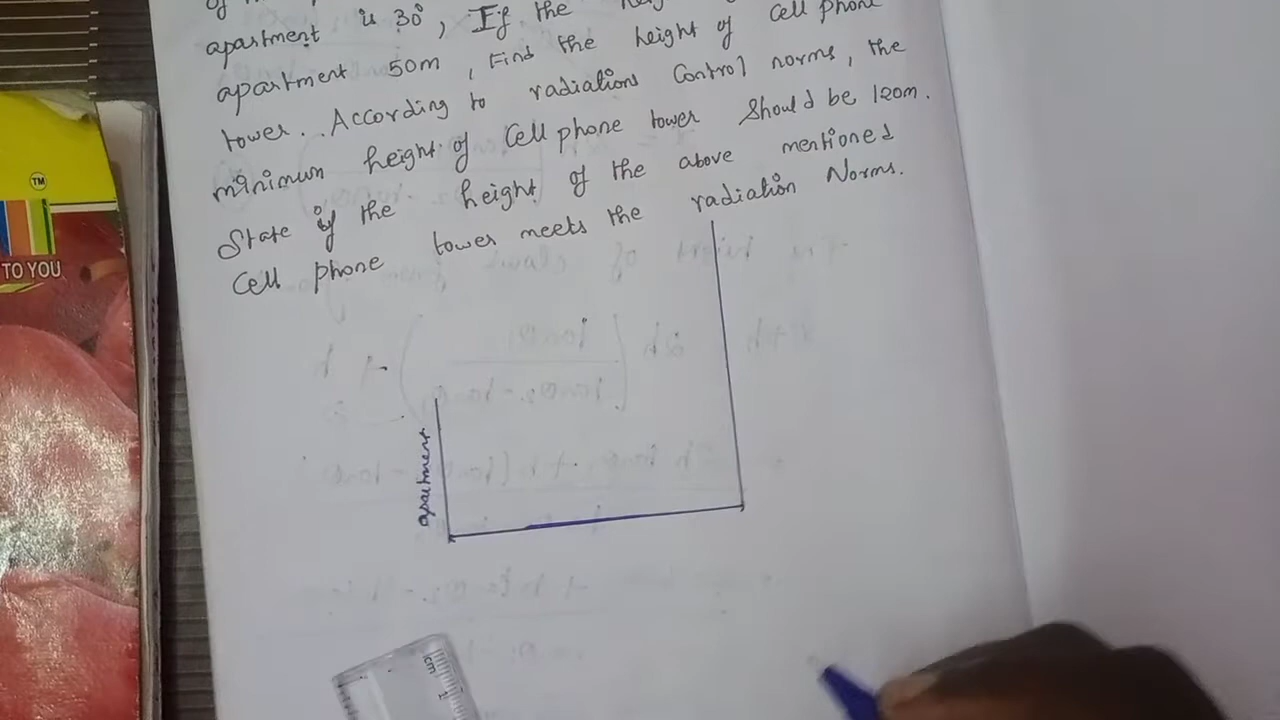 apartment is 30°, If the
apartment 50m, Find the height of cell phone
tower. According to radiations Control norms, the
minimum height of Cell phone tower Should be 120m.
State if the height of the above mentioned
Cell phone tower meets the radiation Norms.
apartment
TM
TO YOU
cm